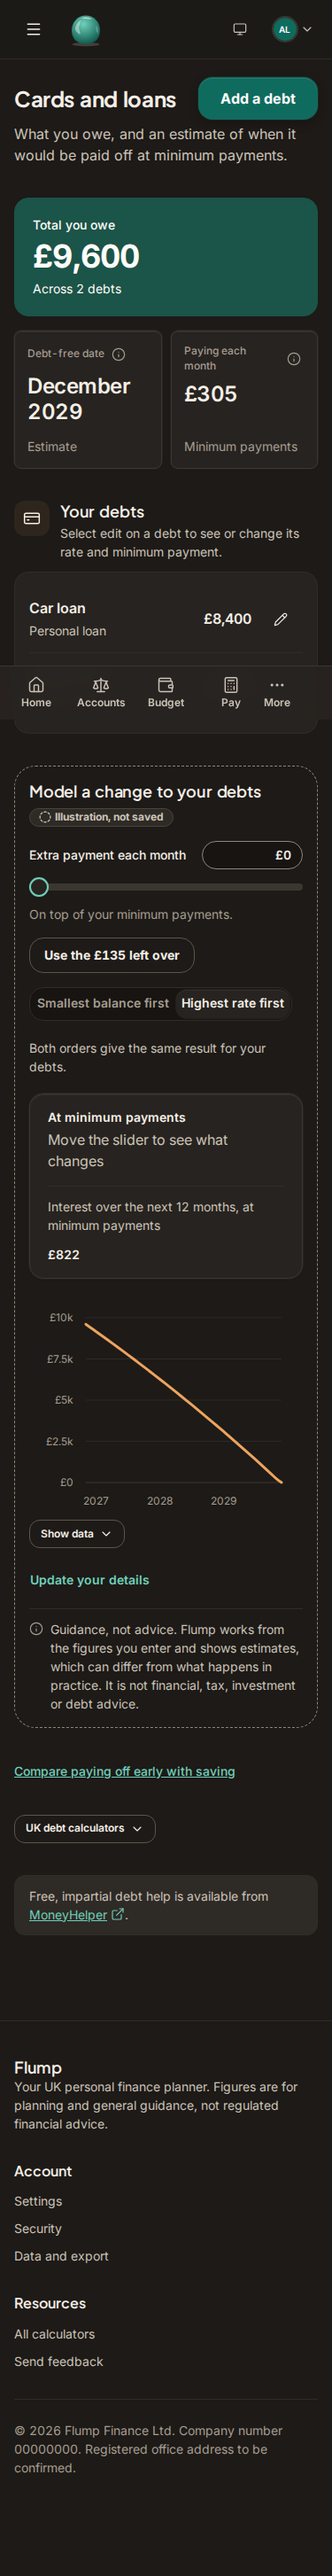 AL
Cards and loans
Add a debt
What you owe, and an estimate of when it
would be paid off at minimum payments.
Total you owe
£9,600
Across 2 debts
Debt-free date
December
2029
Estimate
Paying each
month
£305
Minimum payments
Your debts
Select edit on a debt to see or change its
rate and minimum payment.
Car loan
Personal loan
£8,400
Home
Accounts
Budget
Pay
More
Model a change to your debts
Illustration, not saved
Extra payment each month
£0
On top of your minimum payments.
Use the £135 left over
Smallest balance first
Highest rate first
Both orders give the same result for your
debts.
At minimum payments
Move the slider to see what
changes
Interest over the next 12 months, at
minimum payments
£822
£10k
£7.5k
£5k
£2.5k
£0
2027
2028
2029
Show data
Update your details
Guidance, not advice. Flump works from
the figures you enter and shows estimates,
which can differ from what happens in
practice. It is not financial, tax, investment
or debt advice.
Compare paying off early with saving
UK debt calculators
Free, impartial debt help is available from
MoneyHelper.
Flump
Your UK personal finance planner. Figures are for
planning and general guidance, not regulated
financial advice.
Account
Settings
Security
Data and export
Resources
All calculators
Send feedback
© 2026 Flump Finance Ltd. Company number
00000000. Registered office address to be
confirmed.